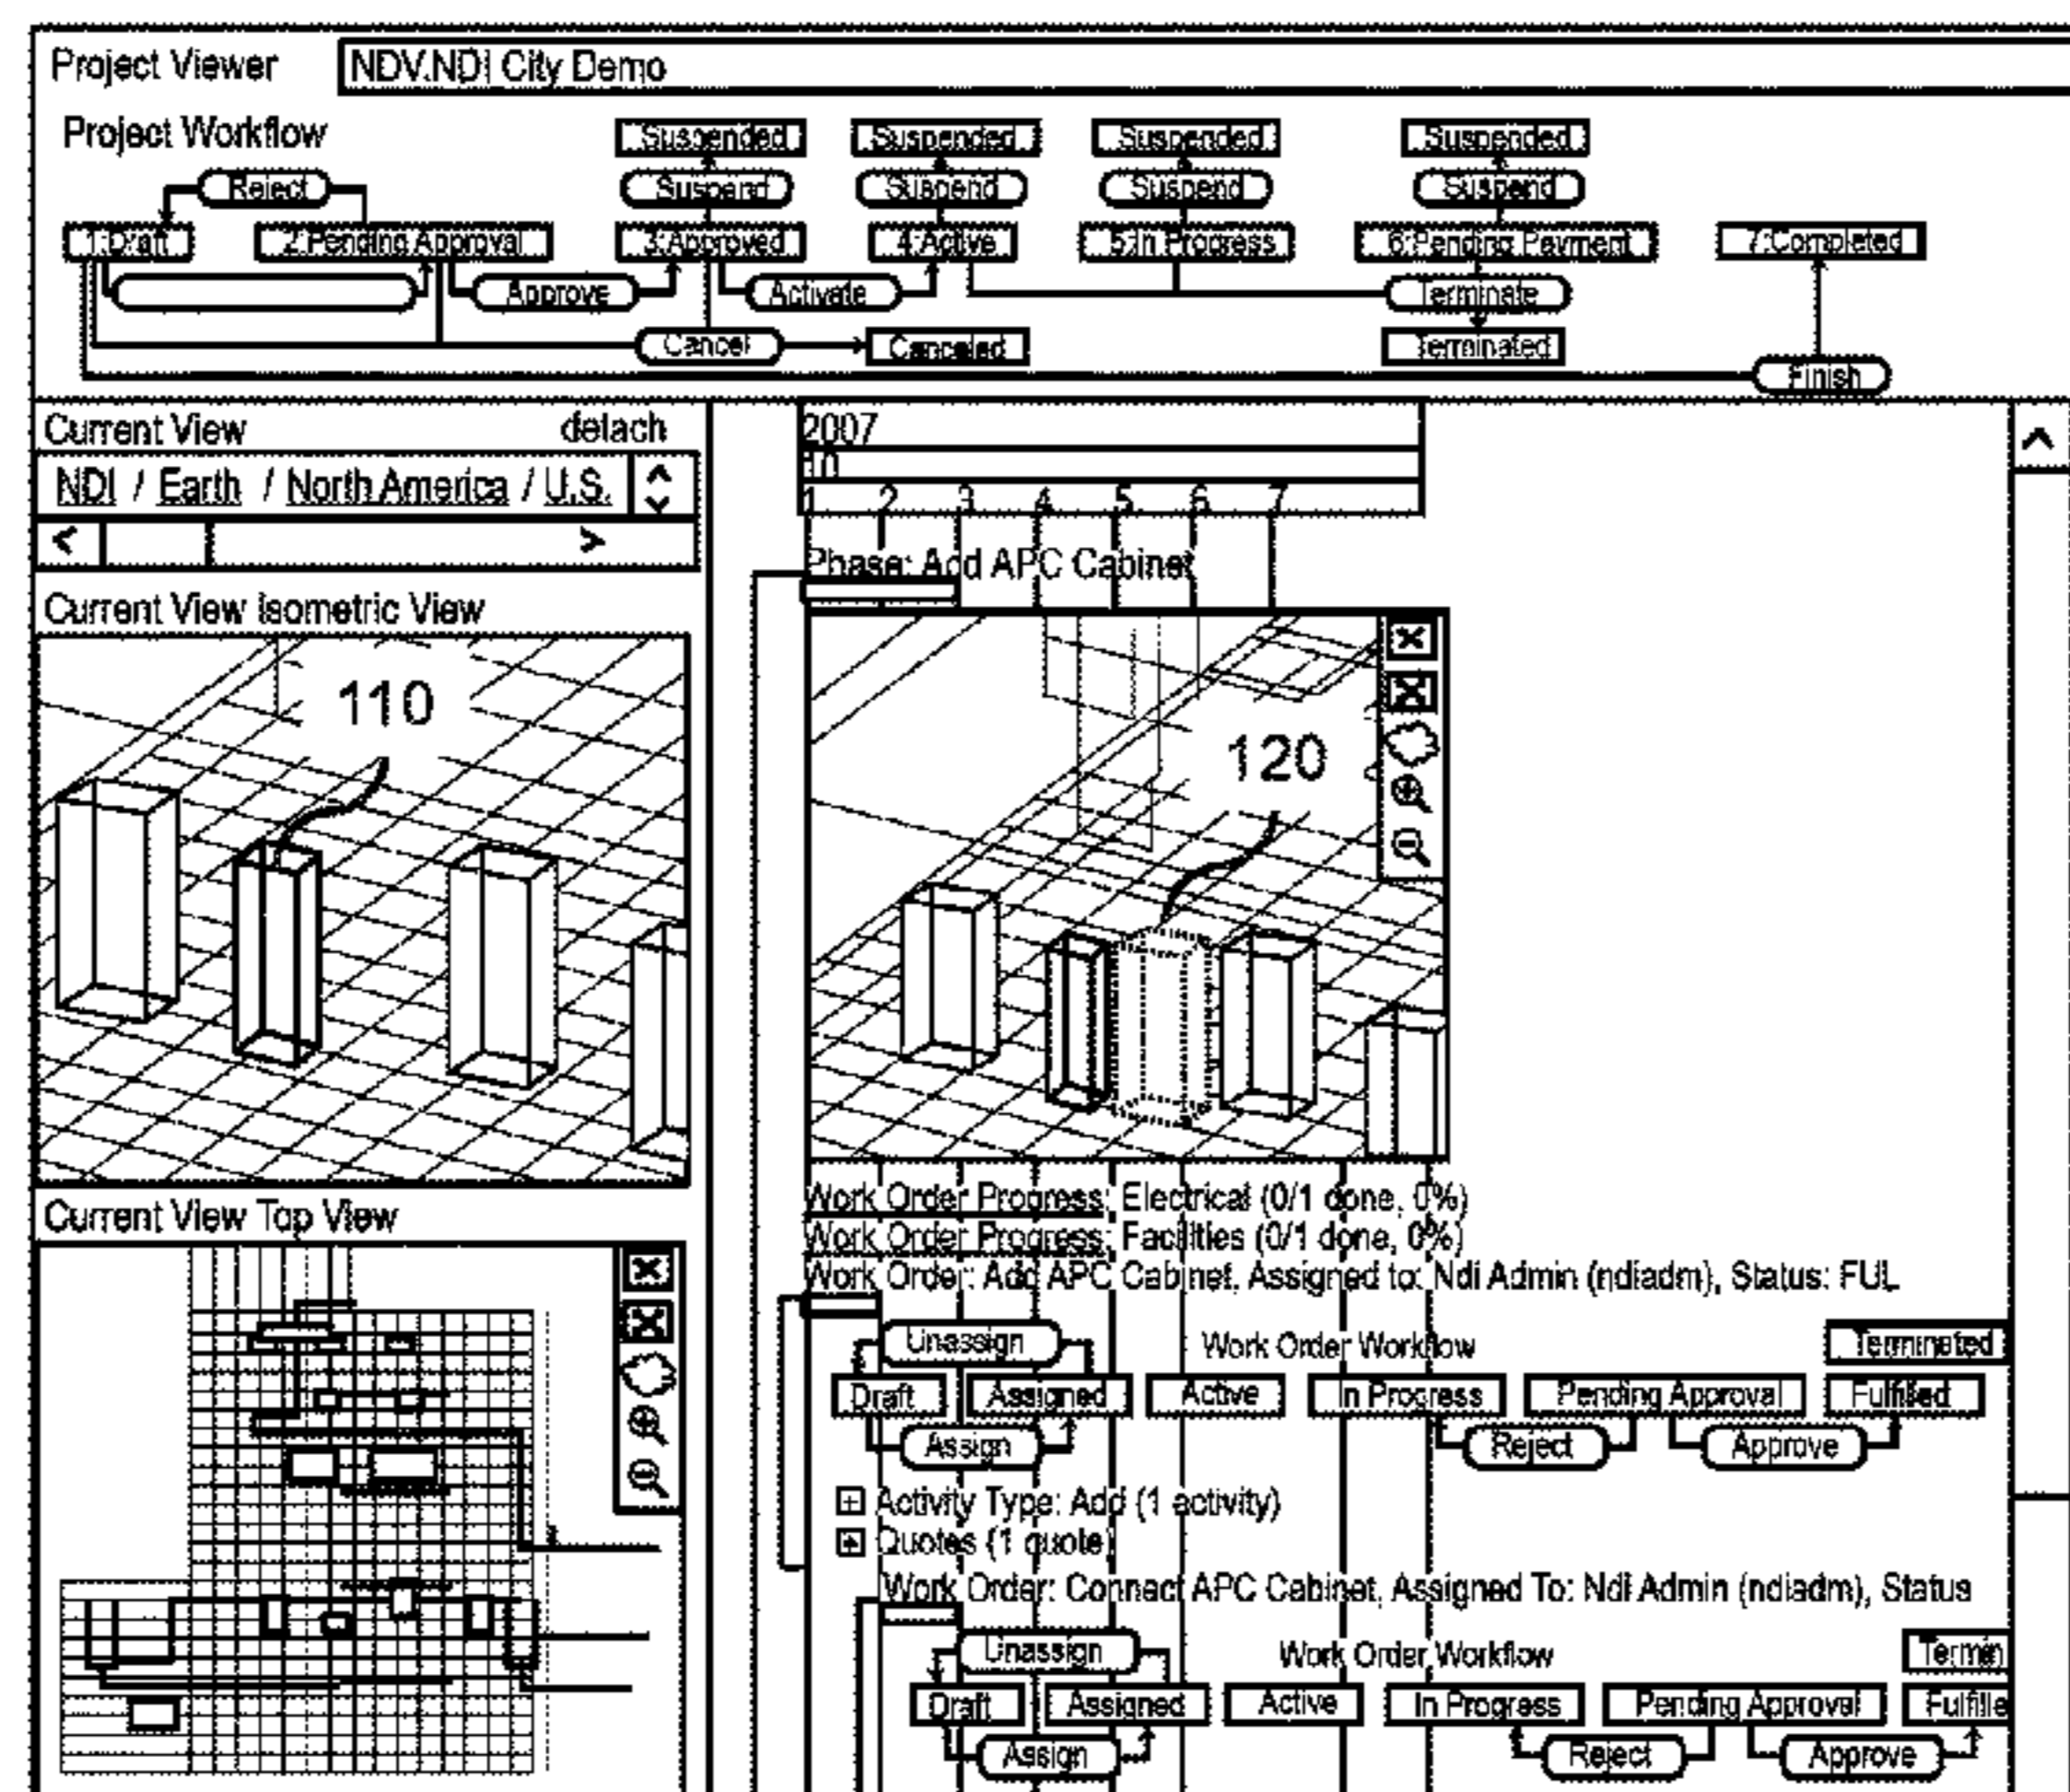 Project Viewer NDV.NDI City Demo
Project Workflow
Suspended Suspended Suspended Suspended
Reject Suspend Suspend Suspend Suspend
1:Draft 2:Pending Approval 3:Approved 4:Active 5:In Progress 6:Pending Payment 7:Completed
Approve Activate Terminate
Cancel Canceled Terminated
Finish
Current View detach
NDI / Earth / North America / U.S.
2007
10
1 2 3 4 5 6 7
Phase: Add APC Cabinet
Current View Isometric View
110
120
Current View Top View
Work Order Progress: Electrical (0/1 done, 0%)
Work Order Progress: Facilities (0/1 done, 0%)
Work Order: Add APC Cabinet, Assigned to: Ndi Admin (ndiadm), Status: FUL
Unassign Work Order Workflow Terminated
Draft Assigned Active In Progress Pending Approval Fulfilled
Assign Reject Approve
Activity Type: Add (1 activity)
Quotes (1 quote)
Work Order: Connect APC Cabinet, Assigned To: Ndi Admin (ndiadm), Status
Unassign Work Order Workflow Termin
Draft Assigned Active In Progress Pending Approval Fulfille
Assign Reject Approve